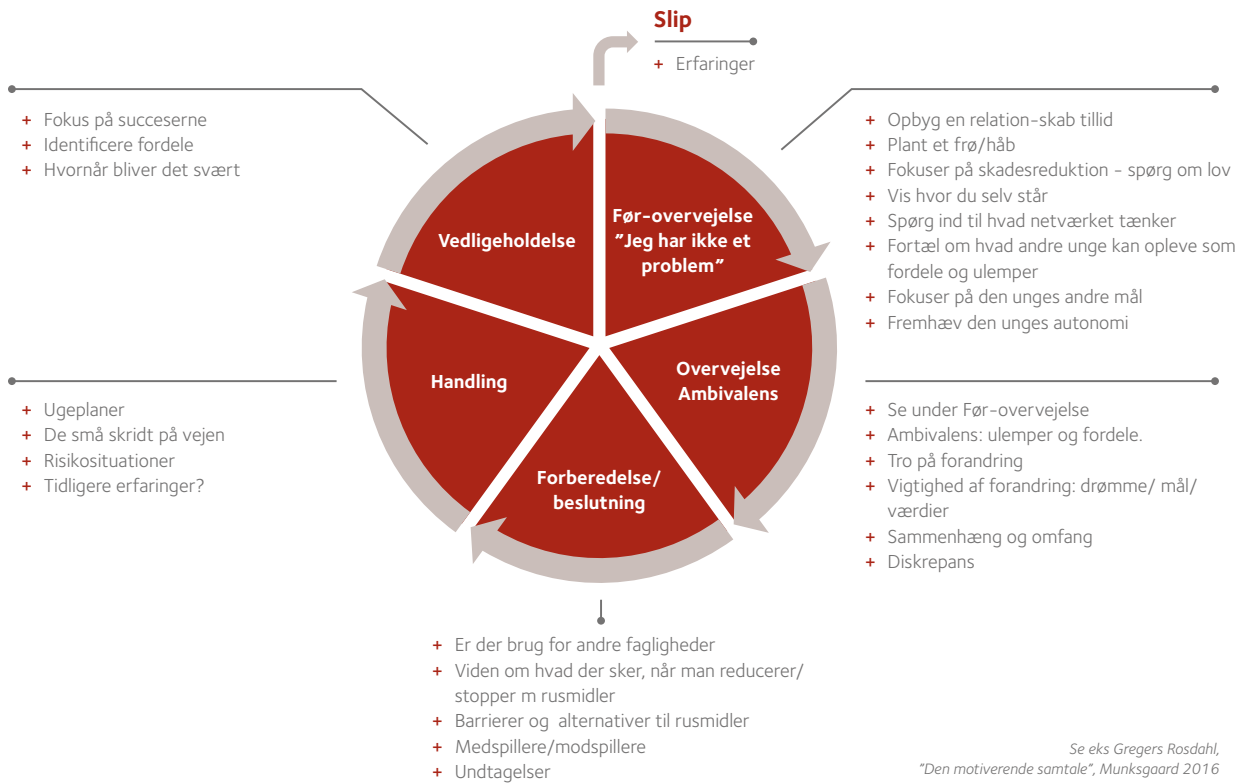 Slip
+ Erfaringer
+ Fokus på succeserne
+ Identificere fordele
+ Hvornår bliver det svært
+ Opbyg en relation-skab tillid
+ Plant et frø/håb
+ Fokuser på skadesreduktion - spørg om lov
+ Vis hvor du selv står
+ Spørg ind til hvad netværket tænker
+ Fortæl om hvad andre unge kan opleve som
fordele og ulemper
+ Fokuser på den unges andre mål
+ Fremhæv den unges autonomi
Vedligeholdelse
Før-overvejelse
"Jeg har ikke et
problem"
Handling
Overvejelse
Ambivalens
Forberedelse/
beslutning
+ Ugeplaner
+ De små skridt på vejen
+ Risikosituationer
+ Tidligere erfaringer?
+ Se under Før-overvejelse
+ Ambivalens: ulemper og fordele.
+ Tro på forandring
+ Vigtighed af forandring: drømme/ mål/
værdier
+ Sammenhæng og omfang
+ Diskrepans
+ Er der brug for andre fagligheder
+ Viden om hvad der sker, når man reducerer/
stopper m rusmidler
+ Barrierer og alternativer til rusmidler
+ Medspillere/modspillere
+ Undtagelser
Se eks Gregers Rosdahl,
"Den motiverende samtale", Munksgaard 2016